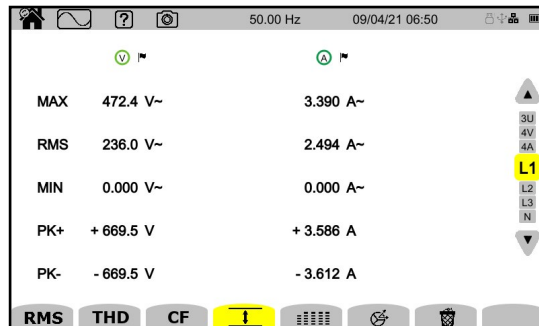 ? 50.00 Hz 09/04/21 06:50
V A
MAX 472.4 V~ 3.390 A~
3U
4V
RMS 236.0 V~ 2.494 A~
4A
L1
MIN 0.000 V~ 0.000 A~
L2
L3
N
PK+ + 669.5 V + 3.586 A
PK- - 669.5 V - 3.612 A
RMS THD CF